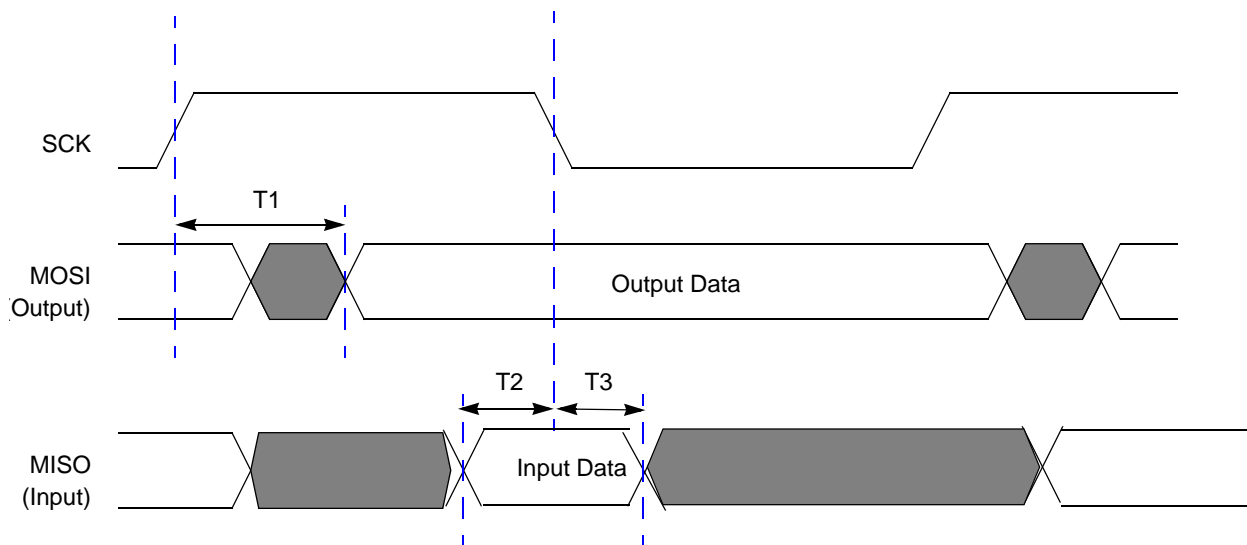 SCK
T1
MOSI
(Output)
Output Data
T2
T3
MISO
(Input)
Input Data